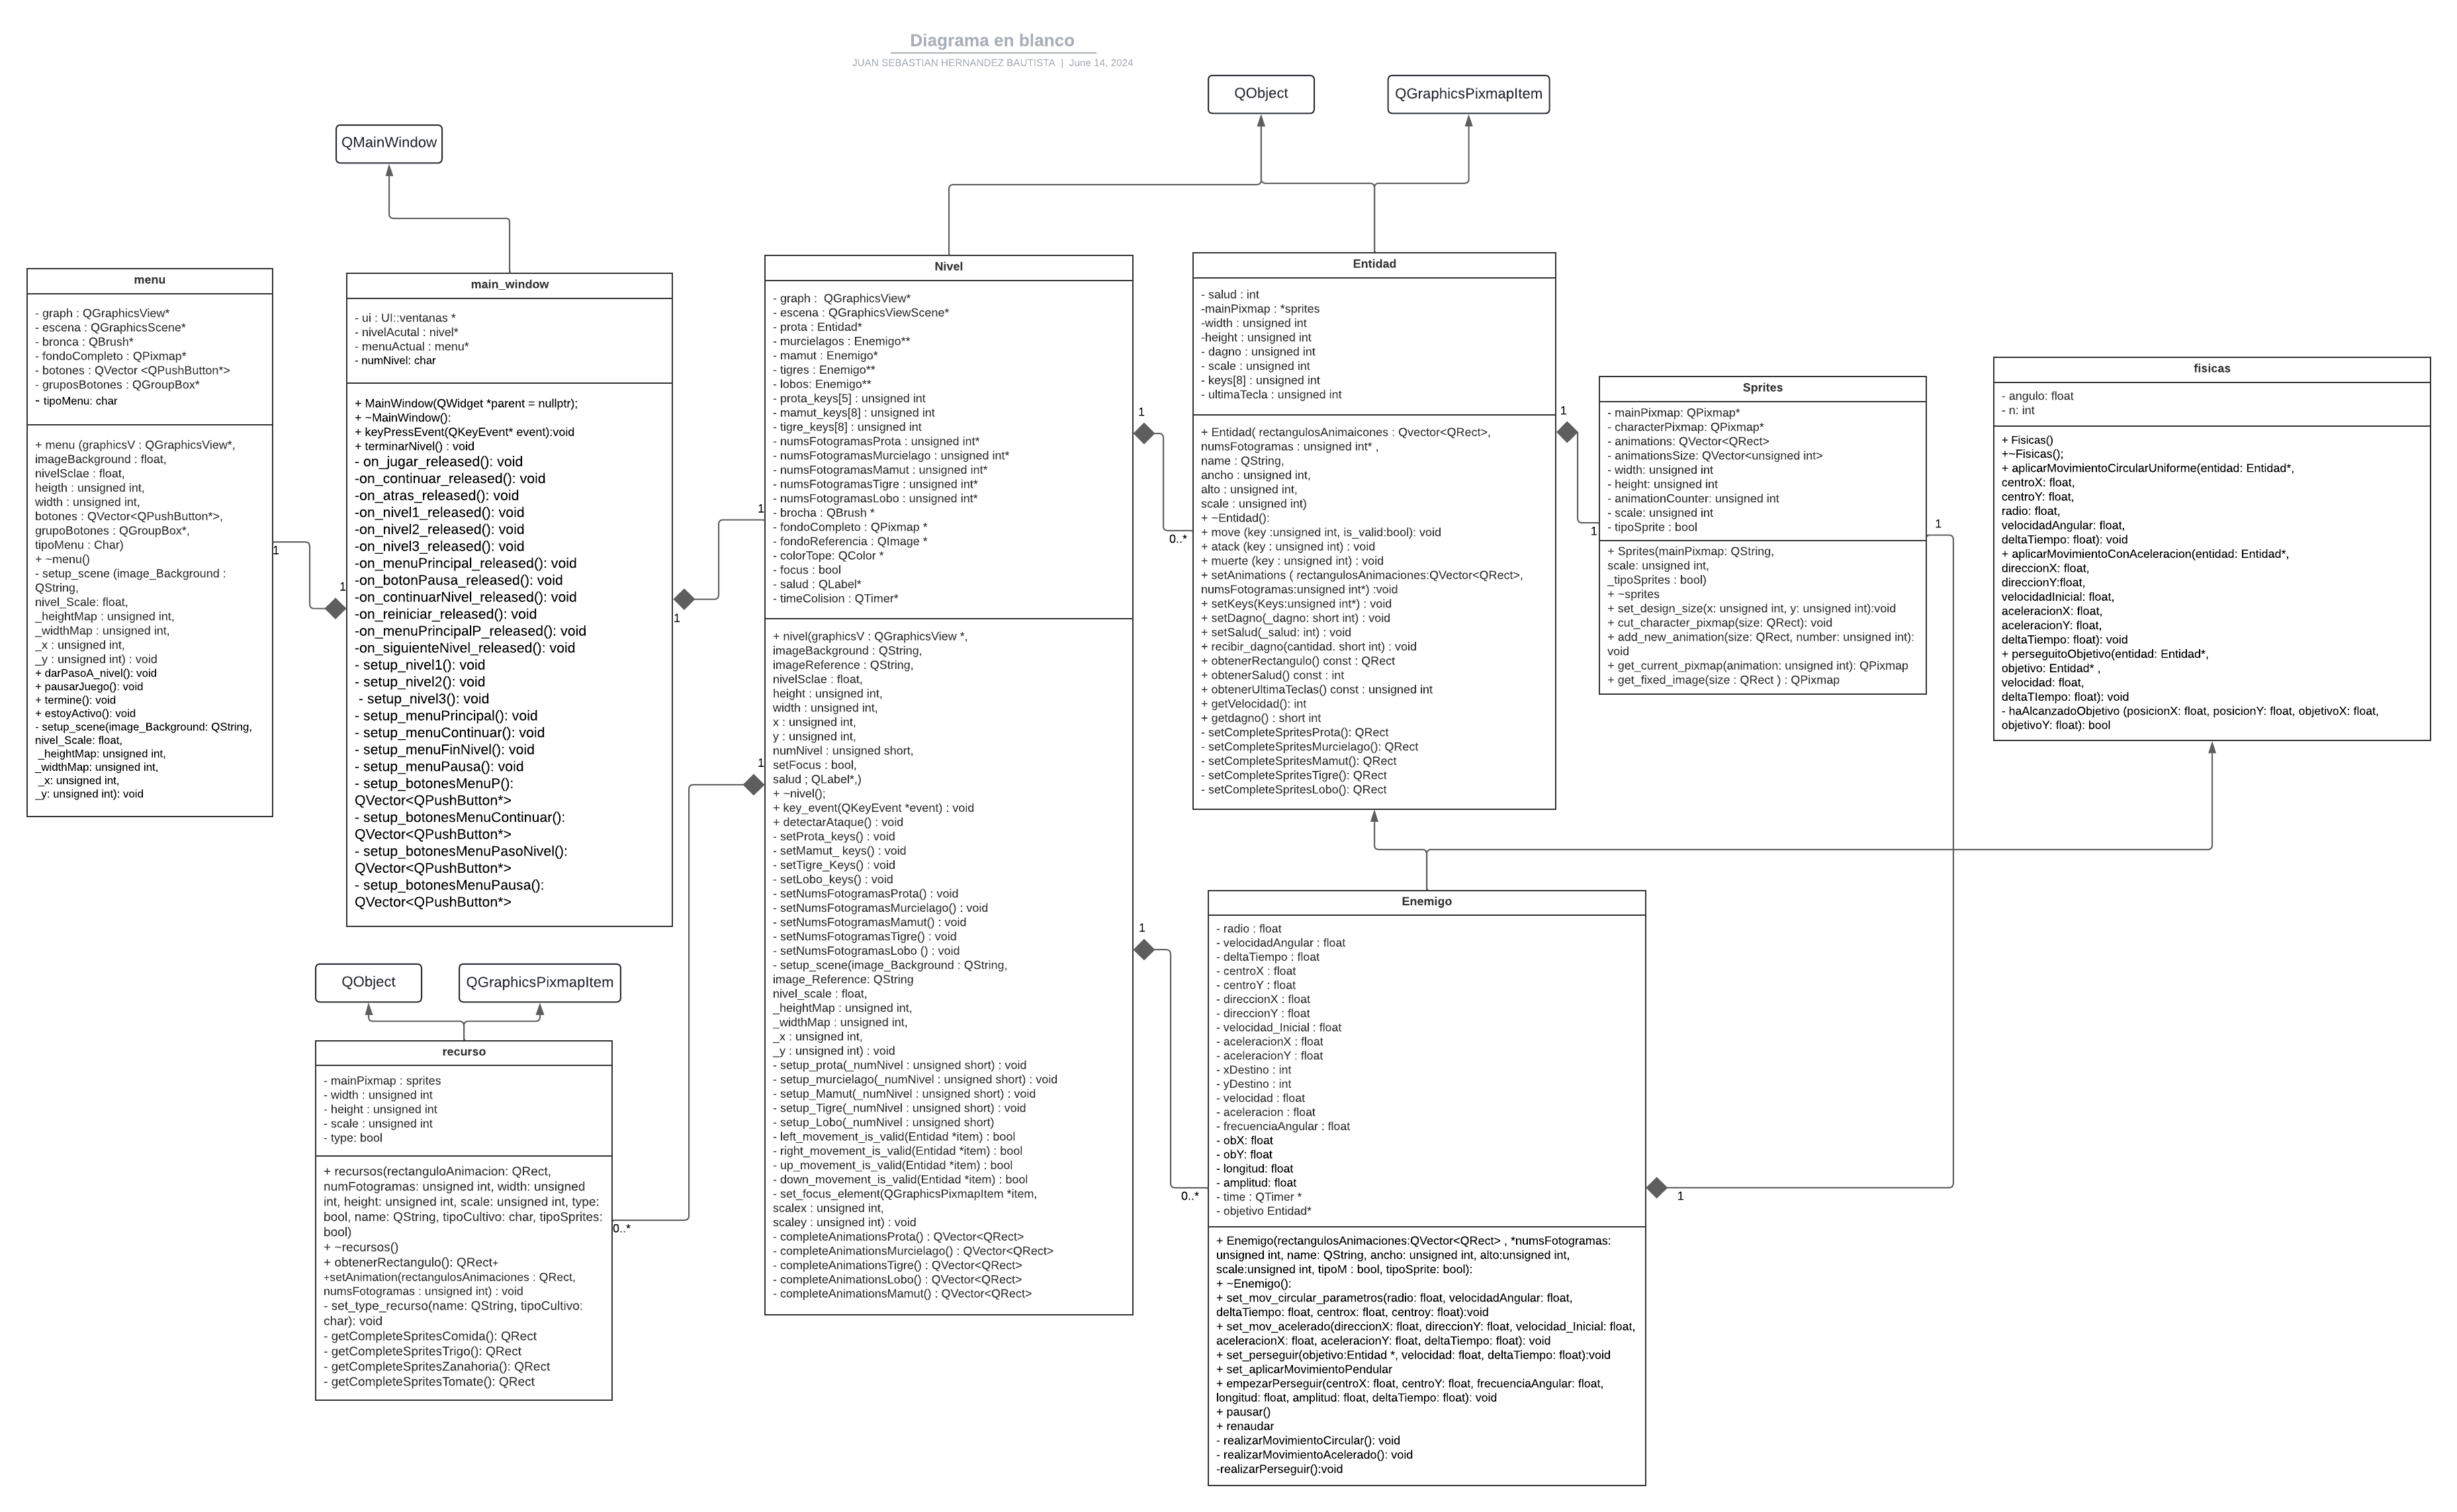 Diagrama en blanco
JUAN SEBASTIAN HERNANDEZ BAUTISTA | June 14, 2024
QObject
QGraphicsPixmapItem
QMainWindow
menu
- graph : QGraphicsView*
- escena : QGraphicsScene*
- bronca : QBrush*
- fondoCompleto : QPixmap*
- botones : QVector <QPushButton*>
- gruposBotones : QGroupBox*
- tipoMenu: char
+ menu (graphicsV : QGraphicsView*,
imageBackground : float,
nivelSclae : float,
heigth : unsigned int,
width : unsigned int,
botones : QVector<QPushButton*>,
grupoBotones : QGroupBox*,
tipoMenu : Char)
+ ~menu()
- setup_scene (image_Background :
QString,
nivel_Scale: float,
_heightMap : unsigned int,
_widthMap : unsigned int,
_x : unsigned int,
_y : unsigned int) : void
+ darPasoA_nivel(): void
+ pausarJuego(): void
+ termine(): void
+ estoyActivo(): void
- setup_scene(image_Background: QString,
nivel_Scale: float,
_heightMap: unsigned int,
_widthMap: unsigned int,
_x: unsigned int,
_y: unsigned int): void
1
1
main_window
- ui : UI::ventanas *
- nivelAcutal : nivel*
- menuActual : menu*
- numNivel: char
+ MainWindow(QWidget *parent = nullptr);
+ ~MainWindow():
+ keyPressEvent(QKeyEvent* event):void
+ terminarNivel() : void
- on_jugar_released(): void
-on_continuar_released(): void
-on_atras_released(): void
-on_nivel1_released(): void
-on_nivel2_released(): void
-on_nivel3_released(): void
-on_menuPrincipal_released(): void
-on_botonPausa_released(): void
-on_continuarNivel_released(): void
-on_reiniciar_released(): void
-on_menuPrincipalP_released(): void
-on_siguienteNivel_released(): void
- setup_nivel1(): void
- setup_nivel2(): void
- setup_nivel3(): void
- setup_menuPrincipal(): void
- setup_menuContinuar(): void
- setup_menuFinNivel(): void
- setup_menuPausa(): void
- setup_botonesMenuP():
QVector<QPushButton*>
- setup_botonesMenuContinuar():
QVector<QPushButton*>
- setup_botonesMenuPasoNivel():
QVector<QPushButton*>
- setup_botonesMenuPausa():
QVector<QPushButton*>
1
1
QObject
QGraphicsPixmapItem
recurso
- mainPixmap : sprites
- width : unsigned int
- height : unsigned int
- scale : unsigned int
- type: bool
+ recursos(rectanguloAnimacion: QRect,
numFotogramas: unsigned int, width: unsigned
int, height: unsigned int, scale: unsigned int, type:
bool, name: QString, tipoCultivo: char, tipoSprites:
bool)
+ ~recursos()
+ obtenerRectangulo(): QRect+
+setAnimation(rectangulosAnimaciones : QRect,
numsFotogramas : unsigned int) : void
- set_type_recurso(name: QString, tipoCultivo:
char): void
- getCompleteSpritesComida(): QRect
- getCompleteSpritesTrigo(): QRect
- getCompleteSpritesZanahoria(): QRect
- getCompleteSpritesTomate(): QRect
0..*
1
Nivel
- graph :  QGraphicsView*
- escena : QGraphicsViewScene*
- prota : Entidad*
- murcielagos : Enemigo**
- mamut : Enemigo*
- tigres : Enemigo**
- lobos: Enemigo**
- prota_keys[5] : unsigned int
- mamut_keys[8] : unsigned int
- tigre_keys[8] : unsigned int
- numsFotogramasProta : unsigned int*
- numsFotogramasMurcielago : unsigned int*
- numsFotogramasMamut : unsigned int*
- numsFotogramasTigre : unsigned int*
- numsFotogramasLobo : unsigned int*
- brocha : QBrush *
- fondoCompleto : QPixmap *
- fondoReferencia : QImage *
- colorTope: QColor *
- focus : bool
- salud : QLabel*
- timeColision : QTimer*
+ nivel(graphicsV : QGraphicsView *,
imageBackground : QString,
imageReference : QString,
nivelSclae : float,
height : unsigned int,
width : unsigned int,
x : unsigned int,
y : unsigned int,
numNivel : unsigned short,
setFocus : bool,
salud ; QLabel*,)
+ ~nivel();
+ key_event(QKeyEvent *event) : void
+ detectarAtaque() : void
- setProta_keys() : void
- setMamut_ keys() : void
- setTigre_Keys() : void
- setLobo_keys() : void
- setNumsFotogramasProta() : void
- setNumsFotogramasMurcielago() : void
- setNumsFotogramasMamut() : void
- setNumsFotogramasTigre() : void
- setNumsFotogramasLobo () : void
- setup_scene(image_Background : QString,
image_Reference: QString
nivel_scale : float,
_heightMap : unsigned int,
_widthMap : unsigned int,
_x : unsigned int,
_y : unsigned int) : void
- setup_prota(_numNivel : unsigned short) : void
- setup_murcielago(_numNivel : unsigned short) : void
- setup_Mamut(_numNivel : unsigned short) : void
- setup_Tigre(_numNivel : unsigned short) : void
- setup_Lobo(_numNivel : unsigned short)
- left_movement_is_valid(Entidad *item) : bool
- right_movement_is_valid(Entidad *item) : bool
- up_movement_is_valid(Entidad *item) : bool
- down_movement_is_valid(Entidad *item) : bool
- set_focus_element(QGraphicsPixmapItem *item,
scalex : unsigned int,
scaley : unsigned int) : void
- completeAnimationsProta() : QVector<QRect>
- completeAnimationsMurcielago() : QVector<QRect>
- completeAnimationsTigre() : QVector<QRect>
- completeAnimationsLobo() : QVector<QRect>
- completeAnimationsMamut() : QVector<QRect>
1
0..*
1
0..*
Entidad
- salud : int
-mainPixmap : *sprites
-width : unsigned int
-height : unsigned int
- dagno : unsigned int
- scale : unsigned int
- keys[8] : unsigned int
- ultimaTecla : unsigned int
+ Entidad( rectangulosAnimaicones : Qvector<QRect>,
numsFotogramas : unsigned int* ,
name : QString,
ancho : unsigned int,
alto : unsigned int,
scale : unsigned int)
+ ~Entidad():
+ move (key :unsigned int, is_valid:bool): void
+ atack (key : unsigned int) : void
+ muerte (key : unsigned int) : void
+ setAnimations ( rectangulosAnimaciones:QVector<QRect>,
numsFotogramas:unsigned int*) :void
+ setKeys(Keys:unsigned int*) : void
+ setDagno(_dagno: short int) : void
+ setSalud(_salud: int) : void
+ recibir_dagno(cantidad. short int) : void
+ obtenerRectangulo() const : QRect
+ obtenerSalud() const : int
+ obtenerUltimaTeclas() const : unsigned int
+ getVelocidad(): int
+ getdagno() : short int
- setCompleteSpritesProta(): QRect
- setCompleteSpritesMurcielago(): QRect
- setCompleteSpritesMamut(): QRect
- setCompleteSpritesTigre(): QRect
- setCompleteSpritesLobo(): QRect
1
1
Sprites
- mainPixmap: QPixmap*
- characterPixmap: QPixmap*
- animations: QVector<QRect>
- animationsSize: QVector<unsigned int>
- width: unsigned int
- height: unsigned int
- animationCounter: unsigned int
- scale: unsigned int
- tipoSprite : bool
+ Sprites(mainPixmap: QString,
scale: unsigned int,
_tipoSprites : bool)
+ ~sprites
+ set_design_size(x: unsigned int, y: unsigned int):void
+ cut_character_pixmap(size: QRect): void
+ add_new_animation(size: QRect, number: unsigned int):
void
+ get_current_pixmap(animation: unsigned int): QPixmap
+ get_fixed_image(size : QRect ) : QPixmap
1
fisicas
- angulo: float
- n: int
+ Fisicas()
+~Fisicas();
+ aplicarMovimientoCircularUniforme(entidad: Entidad*,
centroX: float,
centroY: float,
radio: float,
velocidadAngular: float,
deltaTiempo: float): void
+ aplicarMovimientoConAceleracion(entidad: Entidad*,
direccionX: float,
direccionY:float,
velocidadInicial: float,
aceleracionX: float,
aceleracionY: float,
deltaTiempo: float): void
+ perseguitoObjetivo(entidad: Entidad*,
objetivo: Entidad* ,
velocidad: float,
deltaTIempo: float): void
- haAlcanzadoObjetivo (posicionX: float, posicionY: float, objetivoX: float,
objetivoY: float): bool
Enemigo
- radio : float
- velocidadAngular : float
- deltaTiempo : float
- centroX : float
- centroY : float
- direccionX : float
- direccionY : float
- velocidad_Inicial : float
- aceleracionX : float
- aceleracionY : float
- xDestino : int
- yDestino : int
- velocidad : float
- aceleracion : float
- frecuenciaAngular : float
- obX: float
- obY: float
- longitud: float
- amplitud: float
- time : QTimer *
- objetivo Entidad*
+ Enemigo(rectangulosAnimaciones:QVector<QRect> , *numsFotogramas:
unsigned int, name: QString, ancho: unsigned int, alto:unsigned int,
scale:unsigned int, tipoM : bool, tipoSprite: bool):
+ ~Enemigo():
+ set_mov_circular_parametros(radio: float, velocidadAngular: float,
deltaTiempo: float, centrox: float, centroy: float):void
+ set_mov_acelerado(direccionX: float, direccionY: float, velocidad_Inicial: float,
aceleracionX: float, aceleracionY: float, deltaTiempo: float): void
+ set_perseguir(objetivo:Entidad *, velocidad: float, deltaTiempo: float):void
+ set_aplicarMovimientoPendular
+ empezarPerseguir(centroX: float, centroY: float, frecuenciaAngular: float,
longitud: float, amplitud: float, deltaTiempo: float): void
+ pausar()
+ renaudar
- realizarMovimientoCircular(): void
- realizarMovimientoAcelerado(): void
-realizarPerseguir():void
1